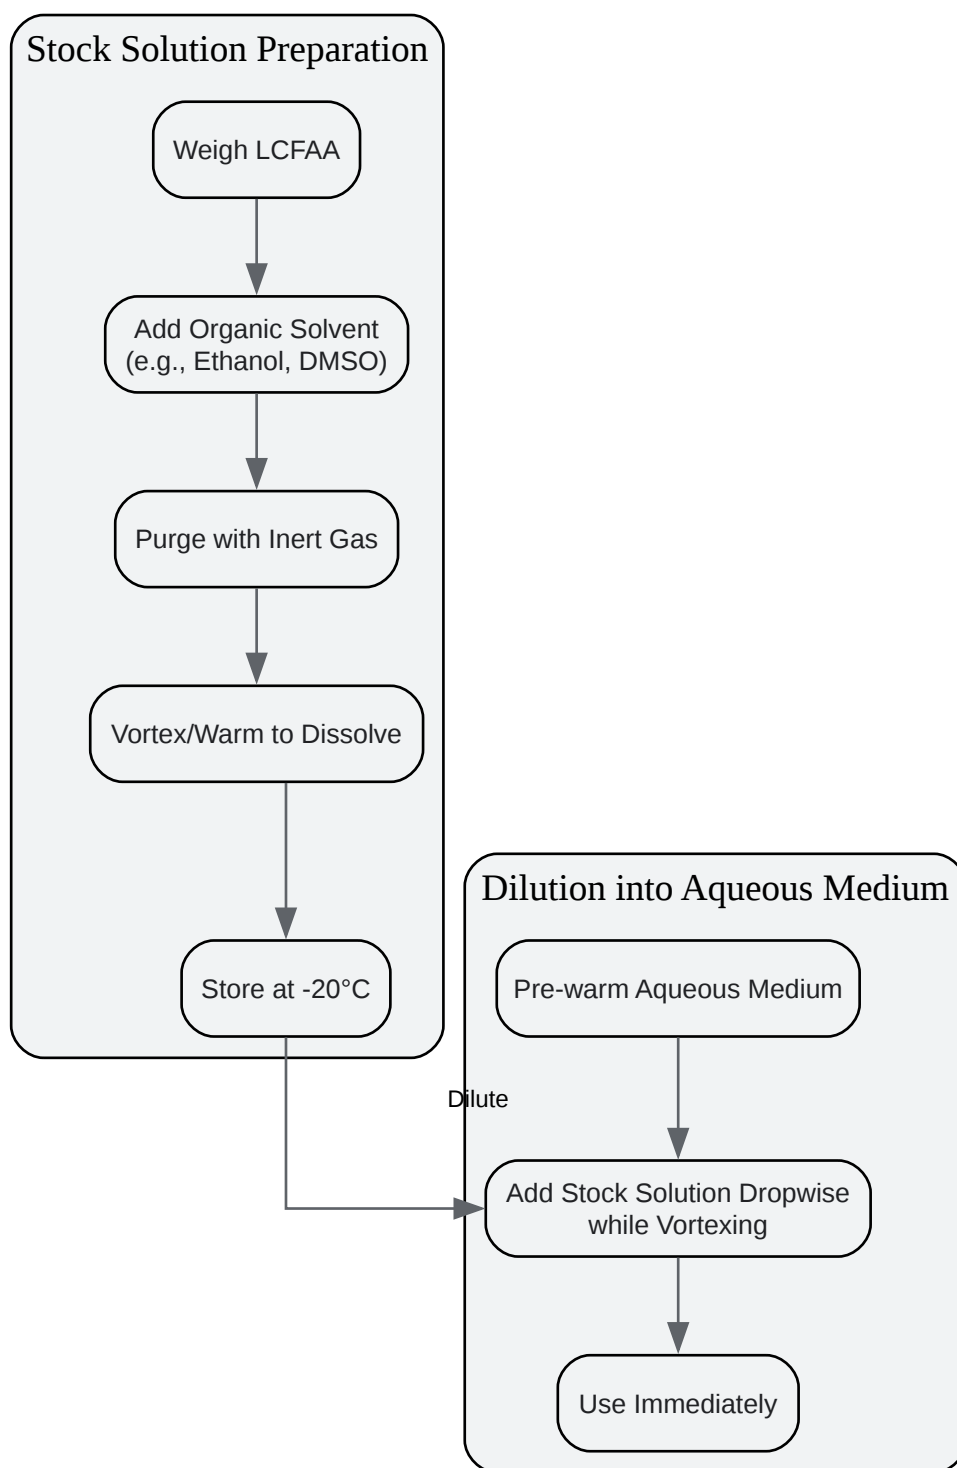 Stock Solution Preparation
Weigh LCFAA
Add Organic Solvent
(e.g., Ethanol, DMSO)
Purge with Inert Gas
Vortex/Warm to Dissolve
Store at -20°C
Dilute
Dilution into Aqueous Medium
Pre-warm Aqueous Medium
Add Stock Solution Dropwise
while Vortexing
Use Immediately